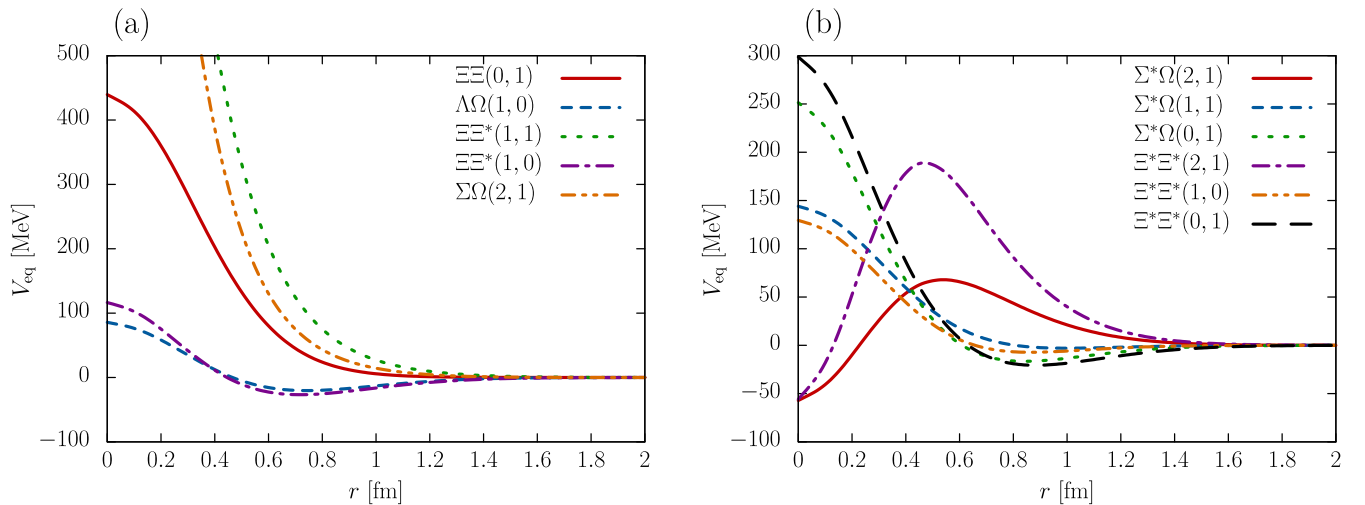 (a)
500
400
300
200
100
0
−100
V_eq [MeV]
ΞΞ(0, 1)
ΛΩ(1, 0)
ΞΞ*(1, 1)
ΞΞ*(1, 0)
ΣΩ(2, 1)
0 0.2 0.4 0.6 0.8 1 1.2 1.4 1.6 1.8 2
r [fm]
(b)
300
250
200
150
100
50
0
−50
−100
V_eq [MeV]
Σ*Ω(2, 1)
Σ*Ω(1, 1)
Σ*Ω(0, 1)
Ξ*Ξ*(2, 1)
Ξ*Ξ*(1, 0)
Ξ*Ξ*(0, 1)
0 0.2 0.4 0.6 0.8 1 1.2 1.4 1.6 1.8 2
r [fm]